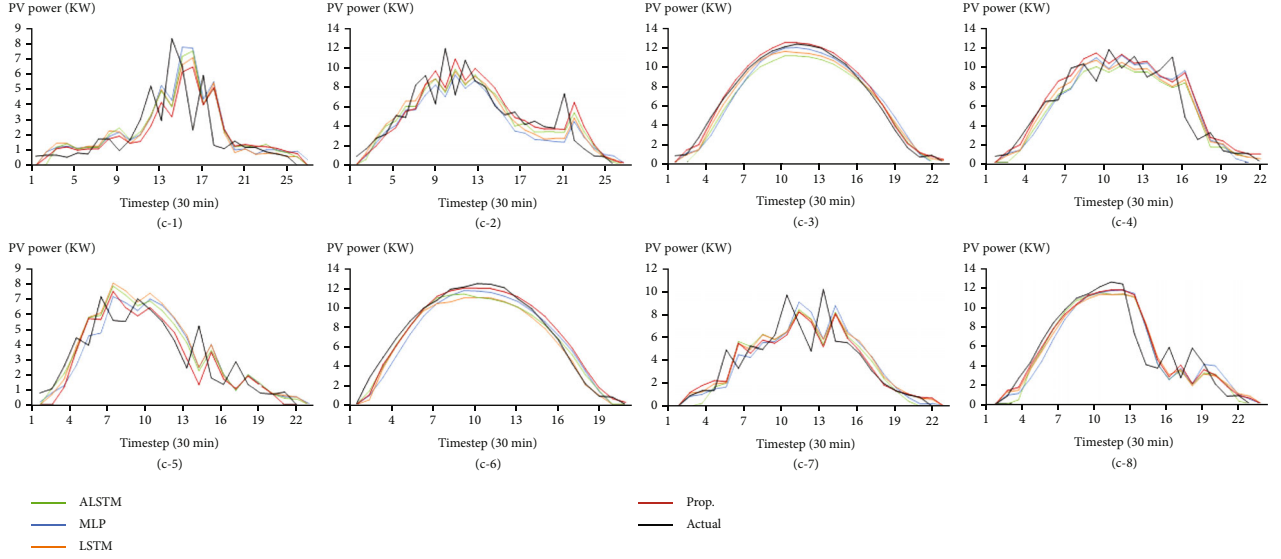 PV power (KW) PV power (KW) PV power (KW) PV power (KW)
9 8 7 6 5 4 3 2 1 0
1 5 9 13 17 21 25
Timestep (30 min)
(c-1)
14 12 10 8 6 4 2 0
1 5 9 13 17 21 25
Timestep (30 min)
(c-2)
14 12 10 8 6 4 2 0
1 4 7 10 13 16 19 22
Timestep (30 min)
(c-3)
14 12 10 8 6 4 2 0
1 4 7 10 13 16 19 22
Timestep (30 min)
(c-4)
PV power (KW) PV power (KW) PV power (KW) PV power (KW)
9 8 7 6 5 4 3 2 1 0
1 4 7 10 13 16 19 22
Timestep (30 min)
(c-5)
14 12 10 8 6 4 2 0
1 4 7 10 13 16 19
Timestep (30 min)
(c-6)
12 10 8 6 4 2 0
1 4 7 10 13 16 19 22
Timestep (30 min)
(c-7)
14 12 10 8 6 4 2 0
1 4 7 10 13 16 19 22
Timestep (30 min)
(c-8)
ALSTM
MLP
LSTM
Prop.
Actual